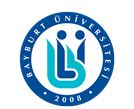 BAYBURT ÜNİVERSİTESİ
• 2008 •